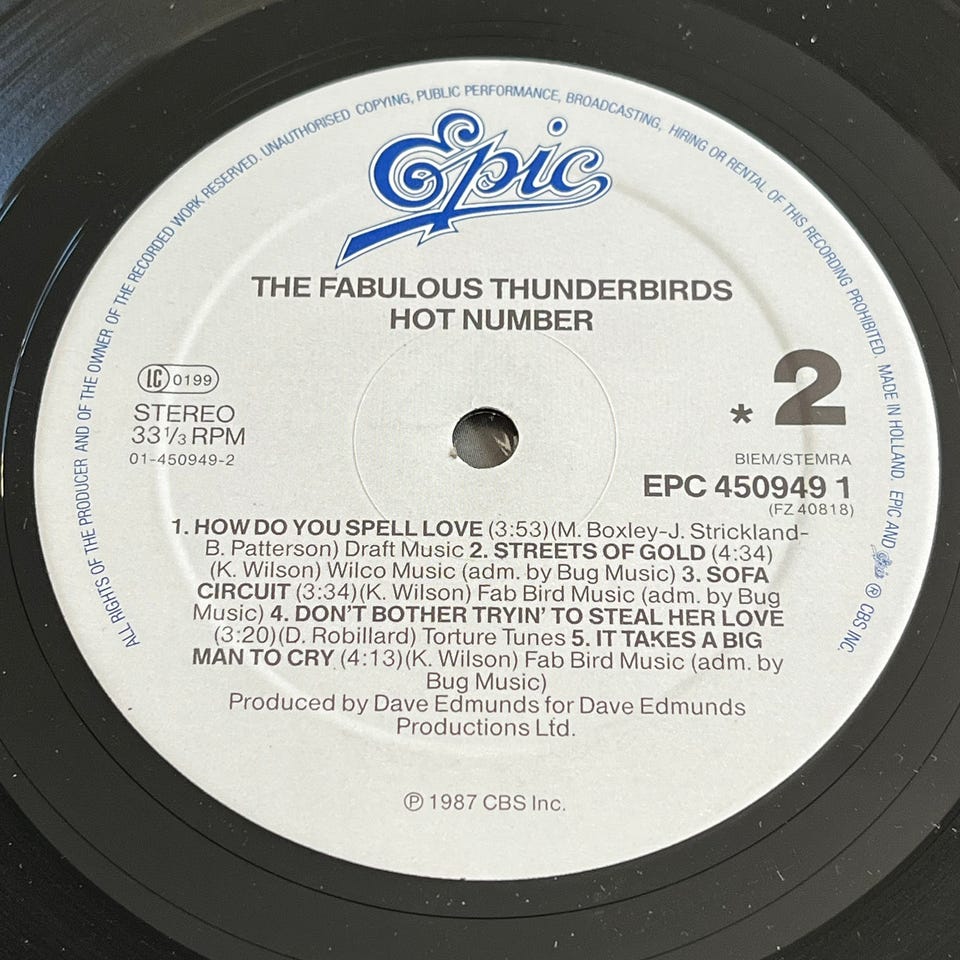 ALL RIGHTS OF THE PRODUCER AND OF THE OWNER OF THE RECORDED WORK RESERVED. UNAUTHORISED COPYING, PUBLIC PERFORMANCE, BROADCASTING, HIRING OR RENTAL OF THIS RECORDING PROHIBITED. MADE IN HOLLAND. EPIC AND Epic ® CBS INC.
Epic
THE FABULOUS THUNDERBIRDS
HOT NUMBER
LC 0199
STEREO
33 1/3 RPM
01-450949-2
* 2
BIEM/STEMRA
EPC 450949 1
(FZ 40818)
1. HOW DO YOU SPELL LOVE (3:53)(M. Boxley-J. Strickland-
B. Patterson) Draft Music 2. STREETS OF GOLD (4:34)
(K. Wilson) Wilco Music (adm. by Bug Music) 3. SOFA
CIRCUIT (3:34)(K. Wilson) Fab Bird Music (adm. by Bug
Music) 4. DON'T BOTHER TRYIN' TO STEAL HER LOVE
(3:20)(D. Robillard) Torture Tunes 5. IT TAKES A BIG
MAN TO CRY (4:13)(K. Wilson) Fab Bird Music (adm. by
Bug Music)
Produced by Dave Edmunds for Dave Edmunds
Productions Ltd.
℗ 1987 CBS Inc.